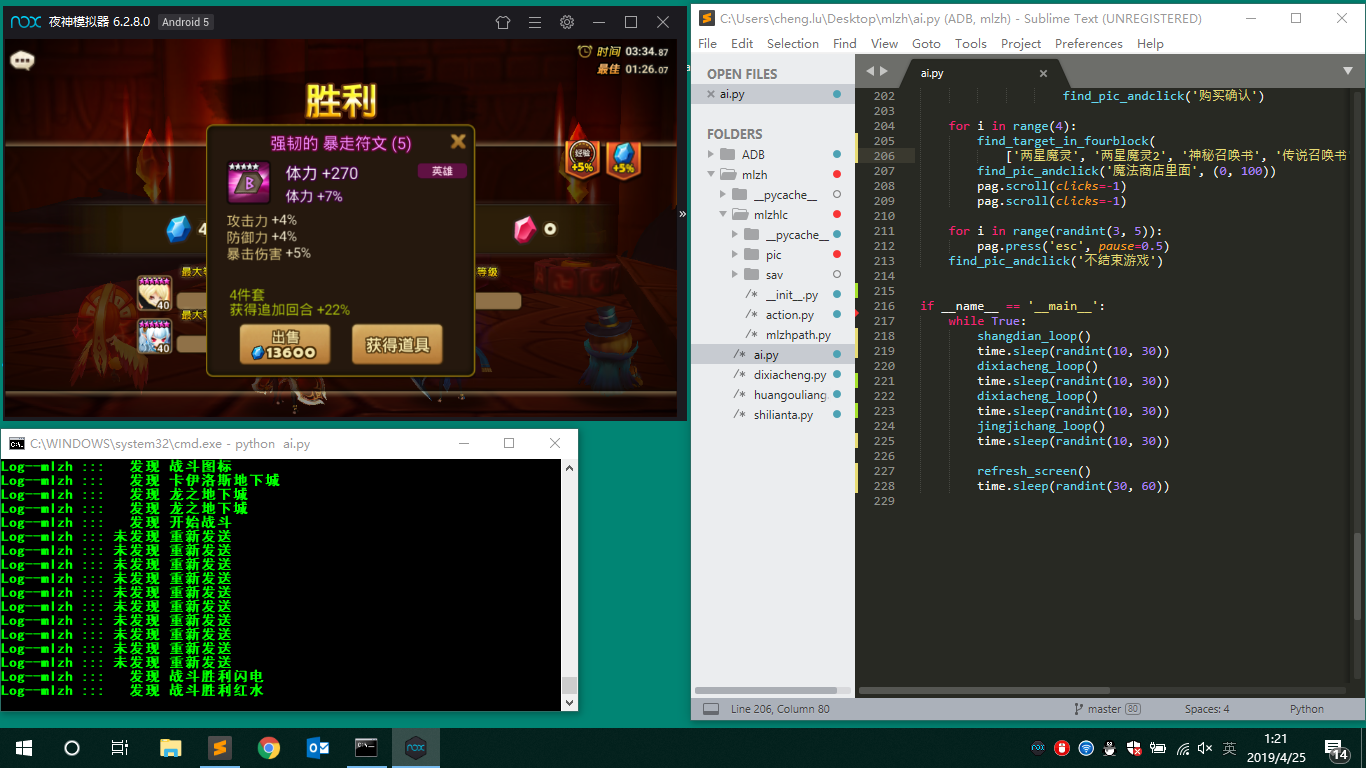 nox 夜神模拟器 6.2.8.0 Android 5
时间 03:34.87
最佳 01:26.07
胜利
强韧的 暴走符文 (5)
体力 +270
英雄
体力 +7%
攻击力 +4%
防御力 +4%
暴击伤害 +5%
经验
+5%
+5%
4
0
最大等
等级
40
最大等
40
4件套
获得追加回合 +22%
出售
13600
获得道具
C:\WINDOWS\system32\cmd.exe - python ai.py
Log--mlzh ::: 发现 战斗图标
Log--mlzh ::: 发现 卡伊洛斯地下城
Log--mlzh ::: 发现 龙之地下城
Log--mlzh ::: 发现 龙之地下城
Log--mlzh ::: 发现 开始战斗
Log--mlzh ::: 未发现 重新发送
Log--mlzh ::: 未发现 重新发送
Log--mlzh ::: 未发现 重新发送
Log--mlzh ::: 未发现 重新发送
Log--mlzh ::: 未发现 重新发送
Log--mlzh ::: 未发现 重新发送
Log--mlzh ::: 未发现 重新发送
Log--mlzh ::: 未发现 重新发送
Log--mlzh ::: 未发现 重新发送
Log--mlzh ::: 未发现 重新发送
Log--mlzh ::: 发现 战斗胜利闪电
Log--mlzh ::: 发现 战斗胜利红水
C:\Users\cheng.lu\Desktop\mlzh\ai.py (ADB, mlzh) - Sublime Text (UNREGISTERED)
File Edit Selection Find View Goto Tools Project Preferences Help
OPEN FILES
ai.py
FOLDERS
ADB
mlzh
__pycache__
mlzhlc
__pycache__
pic
sav
/* __init__.py
/* action.py
/* mlzhpath.py
/* ai.py
/* dixiacheng.py
/* huangouliang.
/* shilianta.py
ai.py
202 find_pic_andclick('购买确认')
203
204 for i in range(4):
205 find_target_in_fourblock(
206 ['两星魔灵', '两星魔灵2', '神秘召唤书', '传说召唤书
207 find_pic_andclick('魔法商店里面', (0, 100))
208 pag.scroll(clicks=-1)
209 pag.scroll(clicks=-1)
210
211 for i in range(randint(3, 5)):
212 pag.press('esc', pause=0.5)
213 find_pic_andclick('不结束游戏')
214
215
216 if __name__ == '__main__':
217 while True:
218 shangdian_loop()
219 time.sleep(randint(10, 30))
220 dixiacheng_loop()
221 time.sleep(randint(10, 30))
222 dixiacheng_loop()
223 time.sleep(randint(10, 30))
224 jingjichang_loop()
225 time.sleep(randint(10, 30))
226
227 refresh_screen()
228 time.sleep(randint(30, 60))
229
Line 206, Column 80 master 80 Spaces: 4 Python
英 1:21
2019/4/25
14